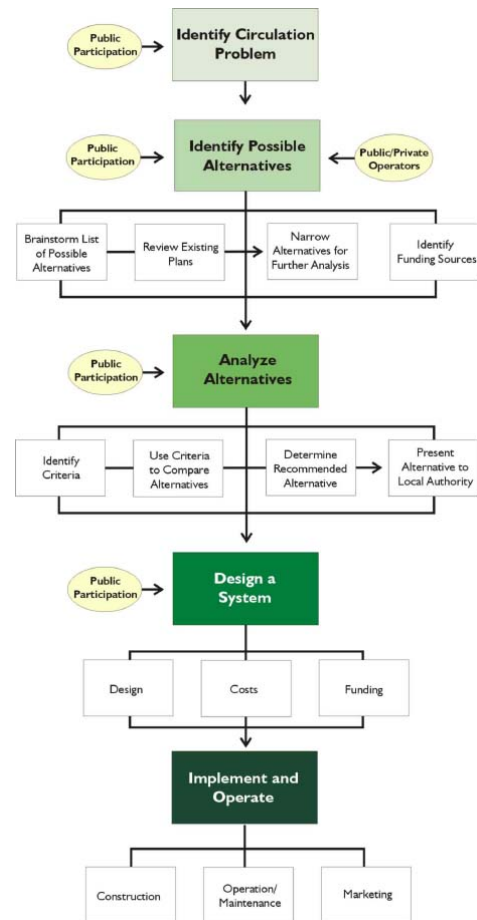 Public
Participation
Identify Circulation
Problem
Public
Participation
Identify Possible
Alternatives
Public/Private
Operators
Brainstorm List
of Possible
Alternatives
Review Existing
Plans
Narrow
Alternatives for
Further Analysis
Identify
Funding Sources
Public
Participation
Analyze
Alternatives
Identify
Criteria
Use Criteria
to Compare
Alternatives
Determine
Recommended
Alternative
Present
Alternative to
Local Authority
Public
Participation
Design a
System
Design
Costs
Funding
Implement and
Operate
Construction
Operation/
Maintenance
Marketing